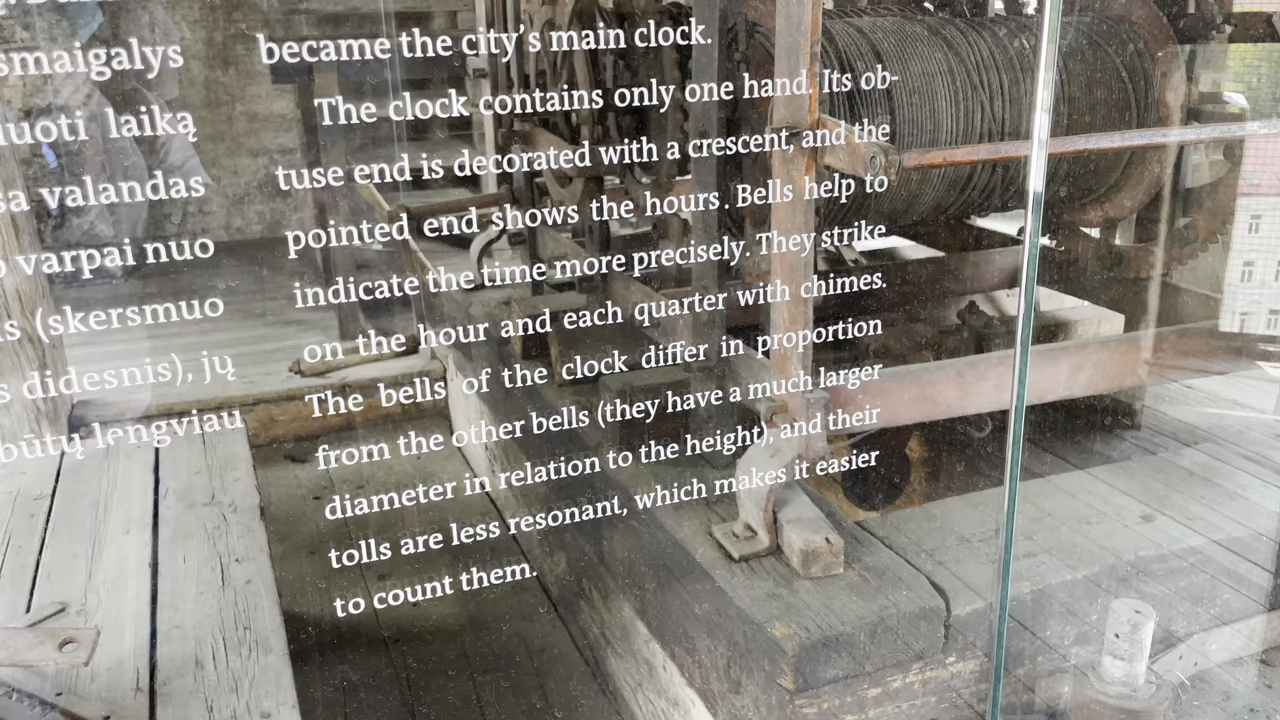 smaigalys
laiką
valandas
varpai nuo
(skersmuo
didesnis), jų
būtų lengviau
became the city's main clock.
The clock contains only one hand. Its ob-
tuse end is decorated with a crescent, and the
pointed end shows the hours. Bells help to
indicate the time more precisely. They strike
on the hour and each quarter with chimes.
The bells of the clock differ in proportion
from the other bells (they have a much larger
diameter in relation to the height), and their
tolls are less resonant, which makes it easier
to count them.